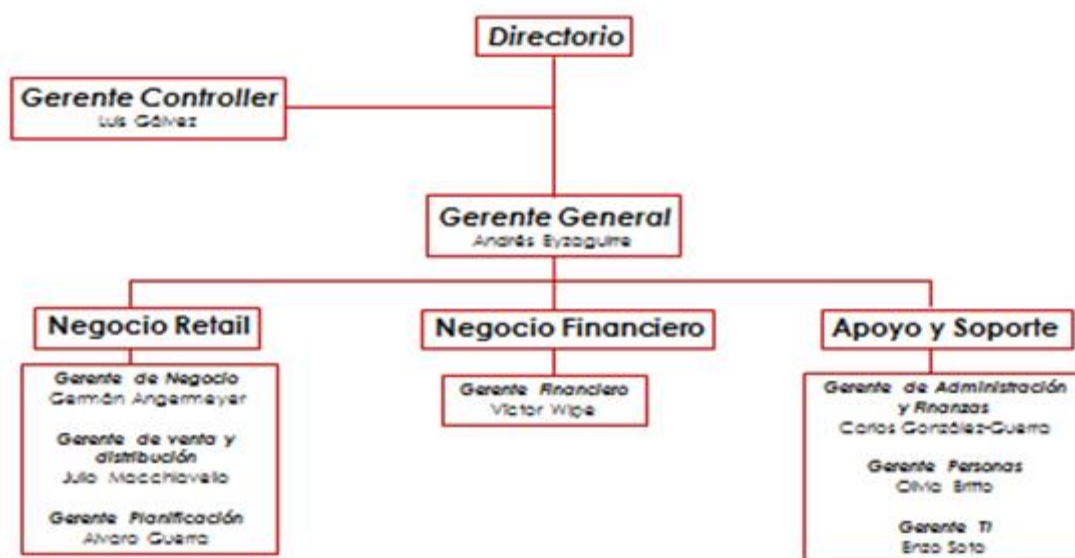 Directorio
Gerente Controller
Luis Gálvez
Gerente General
Andrés Eyzaguirre
Negocio Retail
Negocio Financiero
Apoyo y Soporte
Gerente de Negocio
Germán Angermeyer
Gerente de venta y
distribución
Julio Macchiavello
Gerente Planificación
Alvaro Guerra
Gerente Financiero
Víctor
Gerente de Administración
y Finanzas
Carlos González-Guerra
Gerente Personas
Olivia Britto
Gerente TI
Enzo Soto